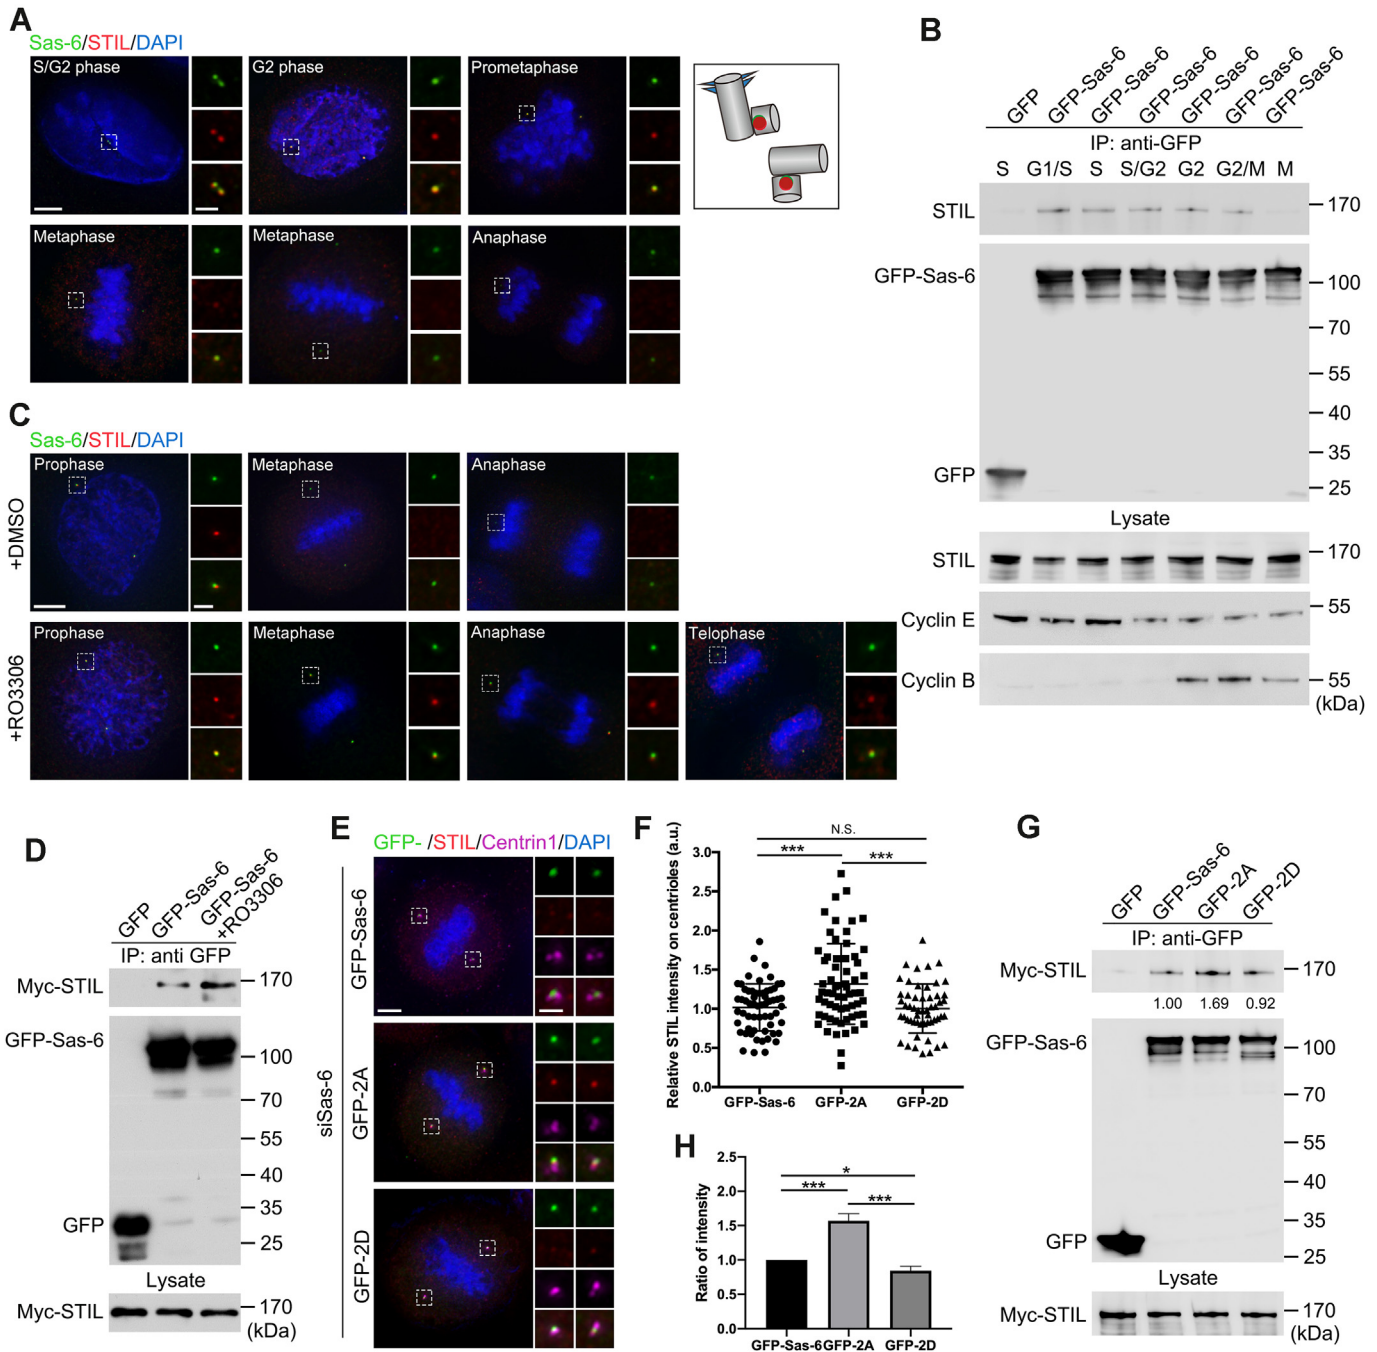 A
Sas-6/STIL/DAPI
S/G2 phase
G2 phase
Prometaphase
Metaphase
Metaphase
Anaphase
B
GFP
GFP-Sas-6
GFP-Sas-6
GFP-Sas-6
GFP-Sas-6
GFP-Sas-6
GFP-Sas-6
IP: anti-GFP
S G1/S S S/G2 G2 G2/M M
STIL
170
GFP-Sas-6
100
70
55
40
35
GFP
25
Lysate
STIL
170
Cyclin E
55
Cyclin B
55
(kDa)
C
Sas-6/STIL/DAPI
+DMSO
Prophase
Metaphase
Anaphase
+RO3306
Prophase
Metaphase
Anaphase
Telophase
D
GFP
GFP-Sas-6
GFP-Sas-6
+RO3306
IP: anti GFP
Myc-STIL
170
GFP-Sas-6
100
70
55
40
35
GFP
25
Lysate
Myc-STIL
170
(kDa)
E
GFP- /STIL/Centrin1/DAPI
siSas-6
GFP-Sas-6
GFP-2A
GFP-2D
F
Relative STIL intensity on centrioles (a.u.)
N.S.
*** ***
3.0
2.5
2.0
1.5
1.0
0.5
0.0
GFP-Sas-6 GFP-2A GFP-2D
G
GFP
GFP-Sas-6
GFP-2A
GFP-2D
IP: anti-GFP
Myc-STIL
170
1.00 1.69 0.92
GFP-Sas-6
100
70
55
40
35
GFP
25
Lysate
Myc-STIL
170
(kDa)
H
Ratio of intensity
*
*** ***
2.5
2.0
1.5
1.0
0.5
0.0
GFP-Sas-6 GFP-2A GFP-2D